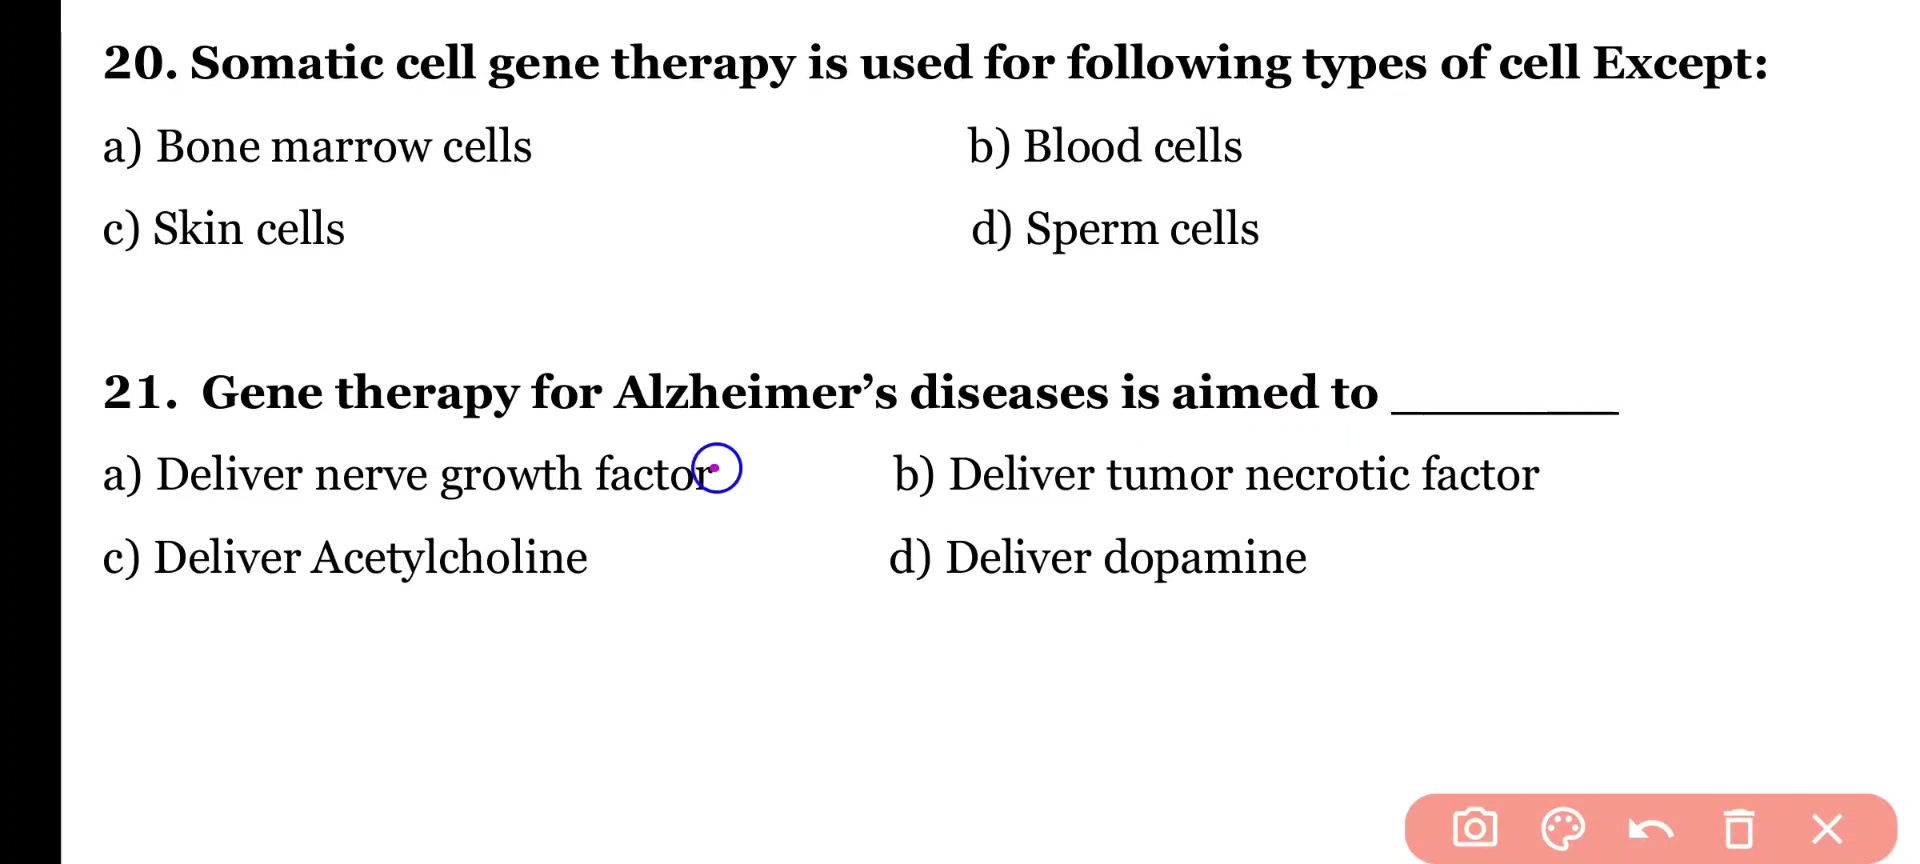 20. Somatic cell gene therapy is used for following types of cell Except:
a) Bone marrow cells b) Blood cells
c) Skin cells d) Sperm cells
21. Gene therapy for Alzheimer’s diseases is aimed to ________
a) Deliver nerve growth factor b) Deliver tumor necrotic factor
c) Deliver Acetylcholine d) Deliver dopamine